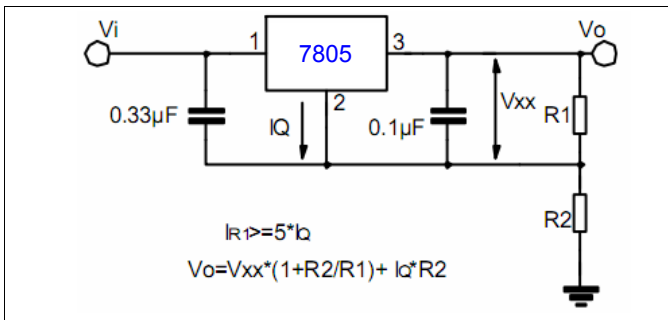 Vi
Vo
1
7805
3
2
0.33µF
IQ
0.1µF
Vxx
R1
R2
IR1>=5*IQ
Vo=Vxx*(1+R2/R1)+ IQ*R2